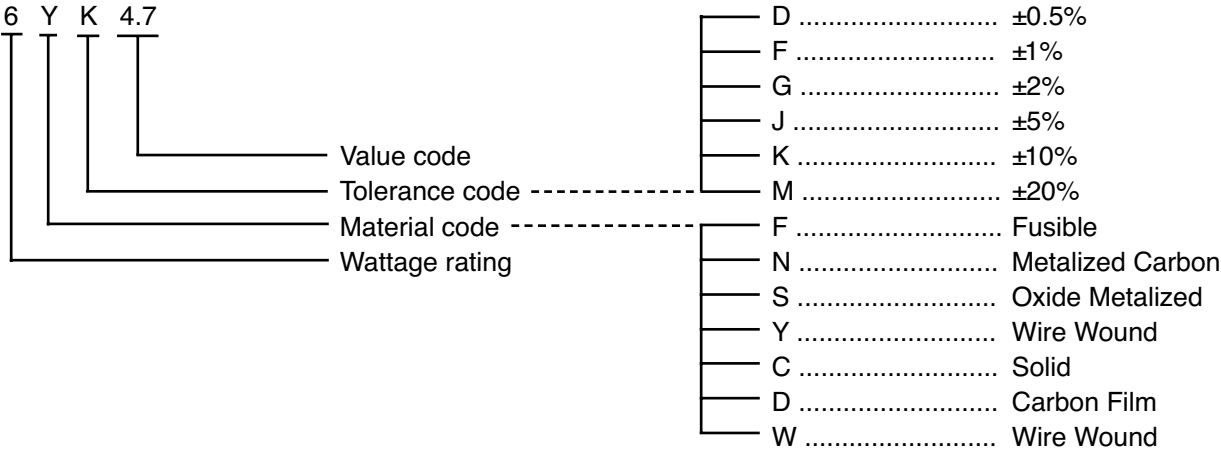 6 Y K 4.7
Value code
Tolerance code
Material code
Wattage rating
D ............................ ±0.5%
F ............................ ±1%
G ............................ ±2%
J ............................ ±5%
K ............................ ±10%
M ............................ ±20%
F ............................ Fusible
N ............................ Metalized Carbon
S ............................ Oxide Metalized
Y ............................ Wire Wound
C ............................ Solid
D ............................ Carbon Film
W ........................... Wire Wound